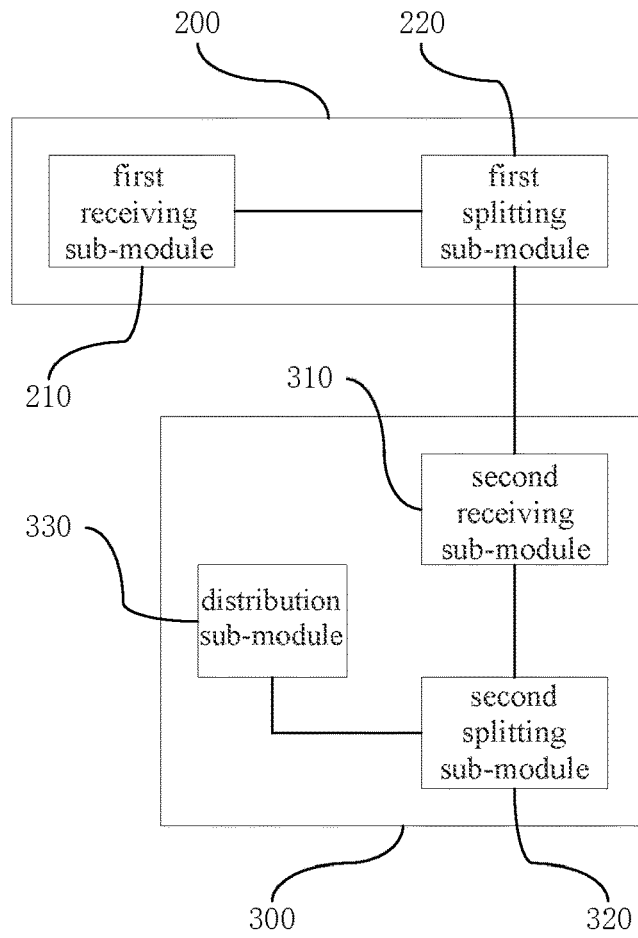 200
220
first
receiving
sub-module
first
splitting
sub-module
210
310
second
receiving
sub-module
330
distribution
sub-module
second
splitting
sub-module
300
320